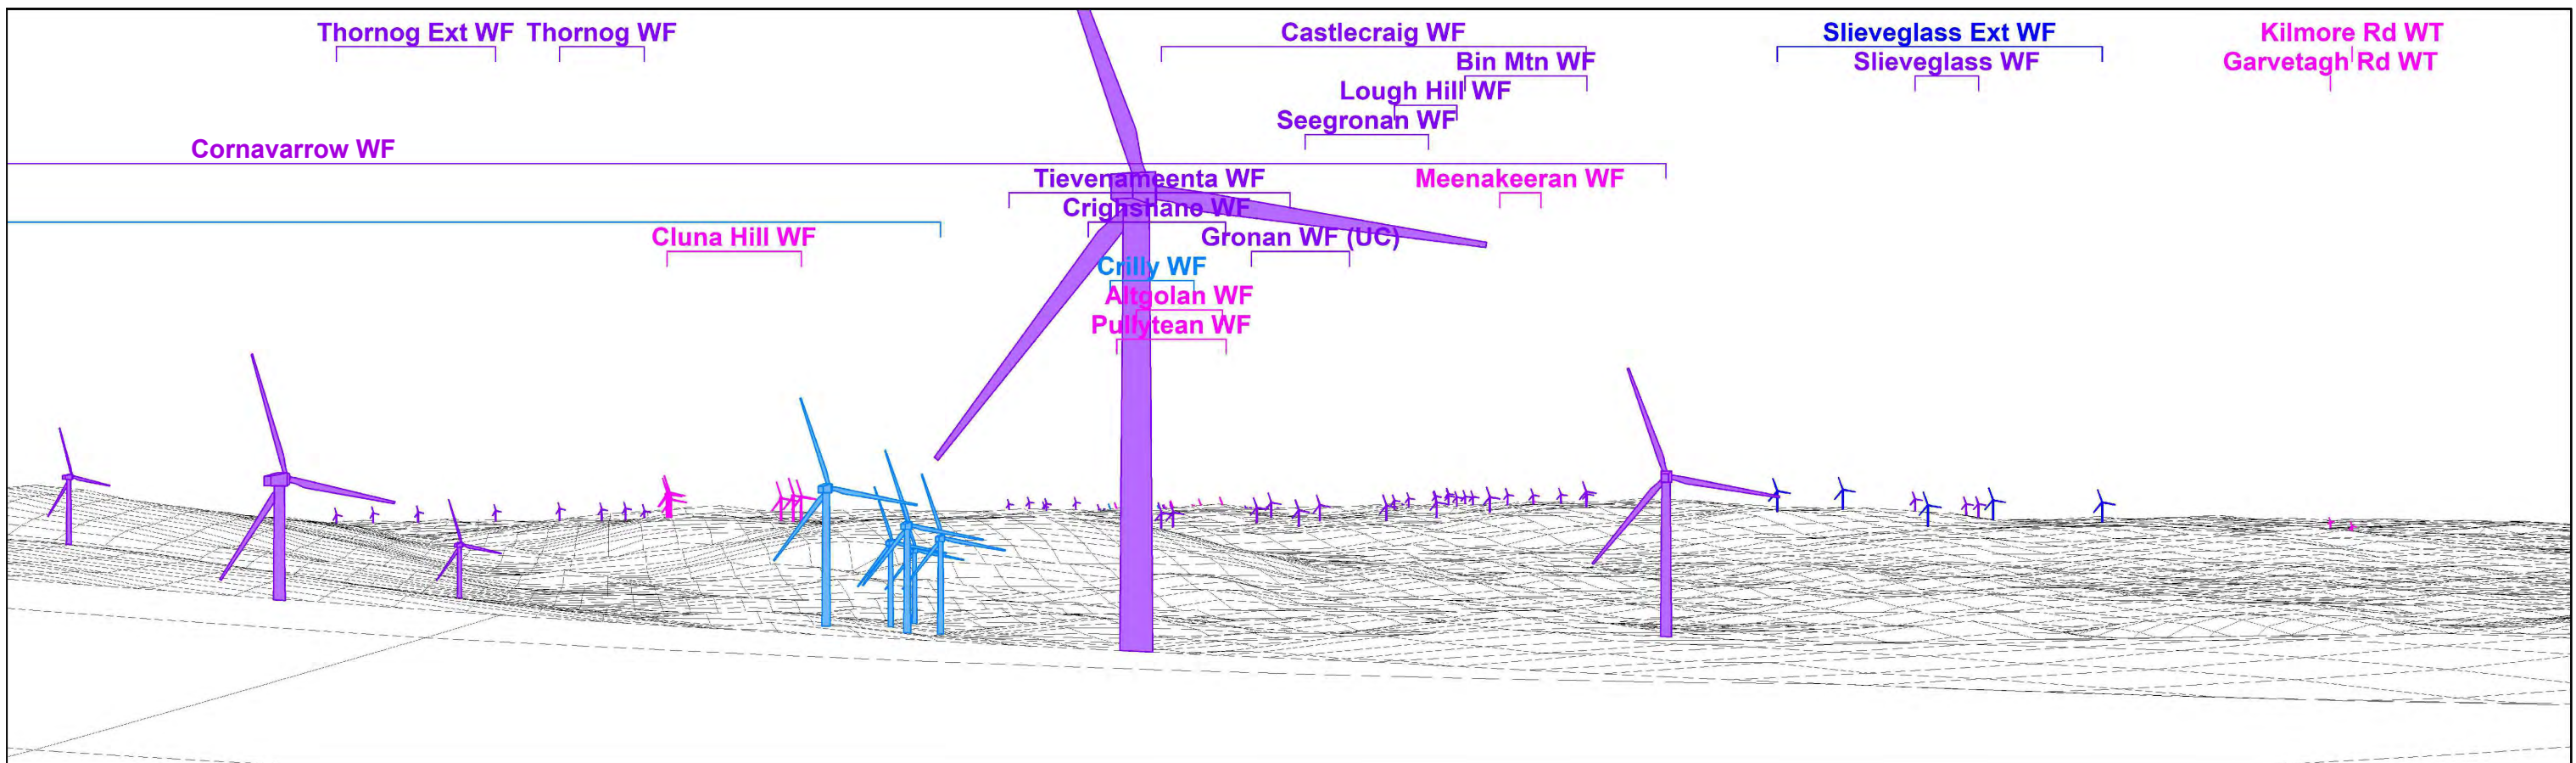 Thornog Ext WF Thornog WF Castlecraig WF Slieveglass Ext WF Kilmore Rd WT
Bin Mtn WF Slieveglass WF Garvetagh Rd WT
Lough Hill WF
Seegronan WF
Cornavarrow WF
Tievenameenta WF Meenakeeran WF
Crighshane WF
Cluna Hill WF Gronan WF (UC)
Crilly WF
Altgolan WF
Pullytean WF